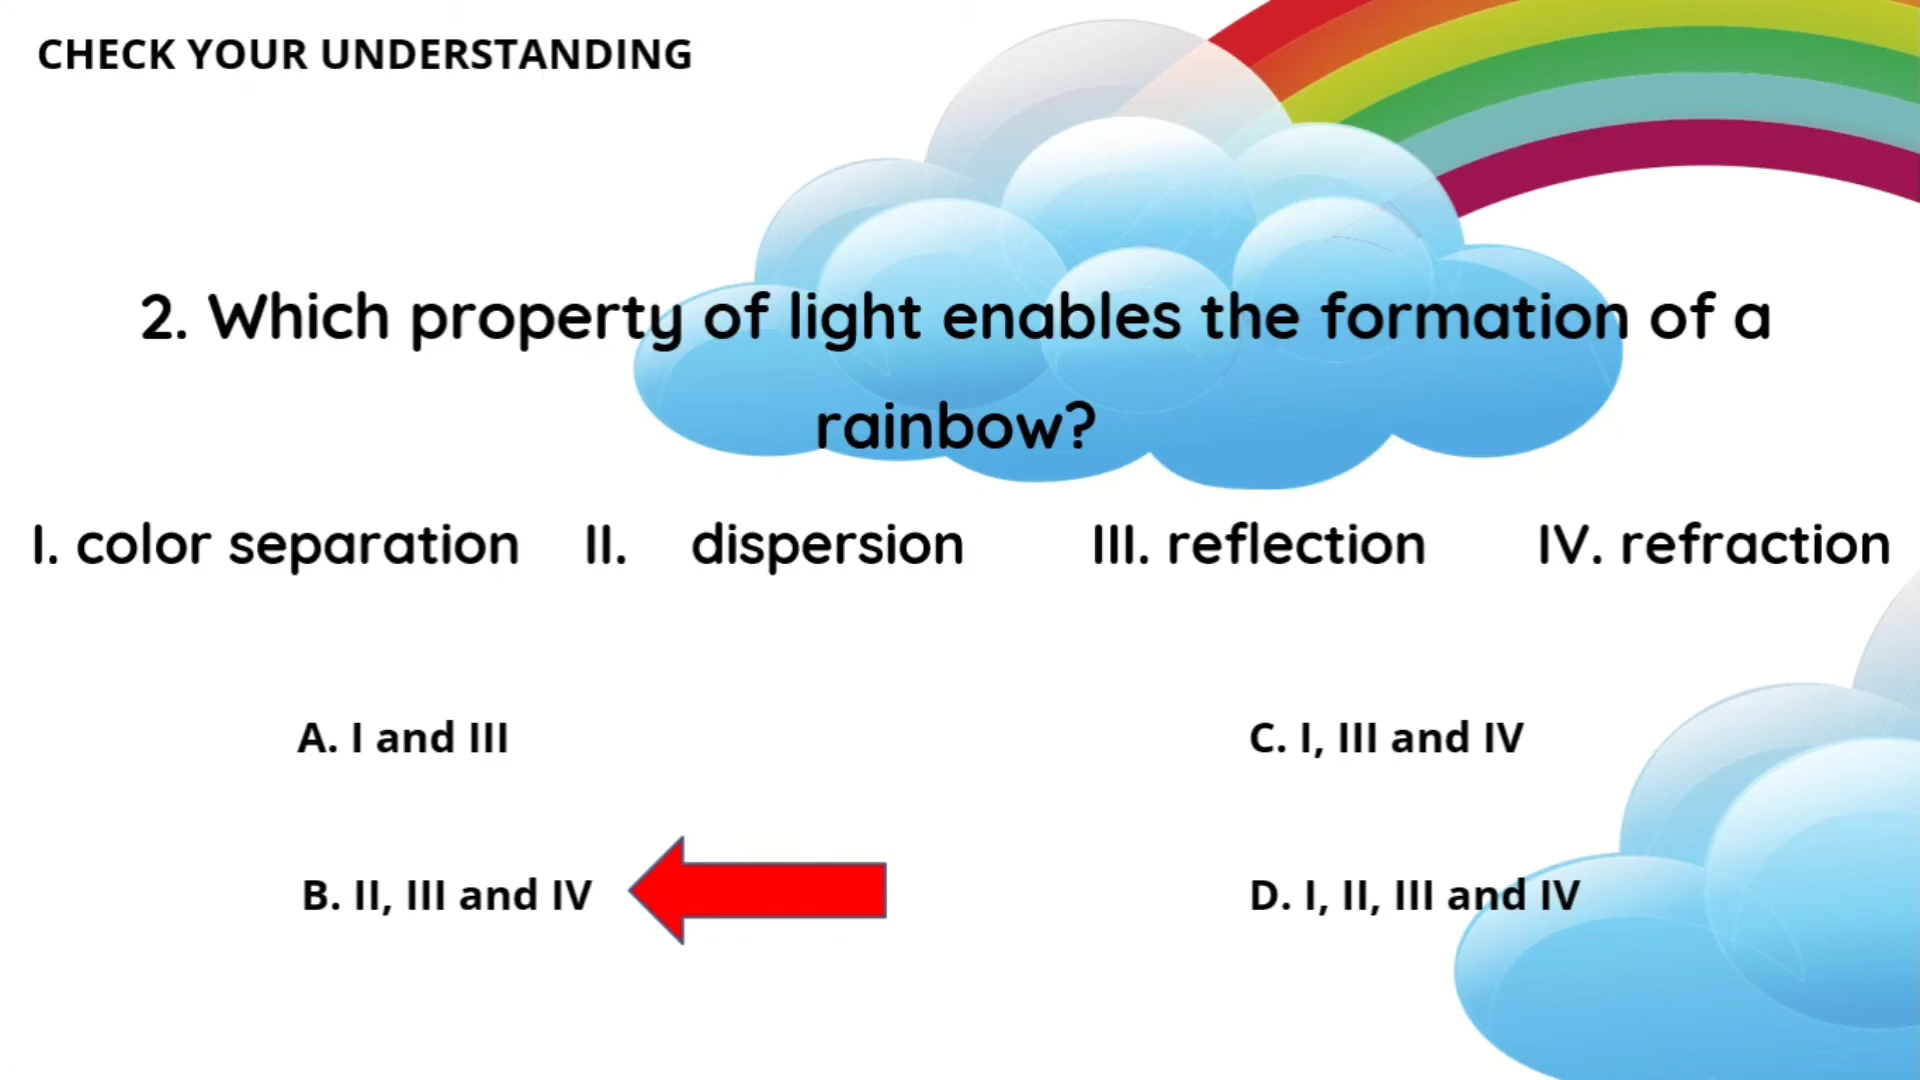 CHECK YOUR UNDERSTANDING
2. Which property of light enables the formation of a
rainbow?
I. color separation II. dispersion III. reflection IV. refraction
A. I and III
C. I, III and IV
B. II, III and IV
D. I, II, III and IV